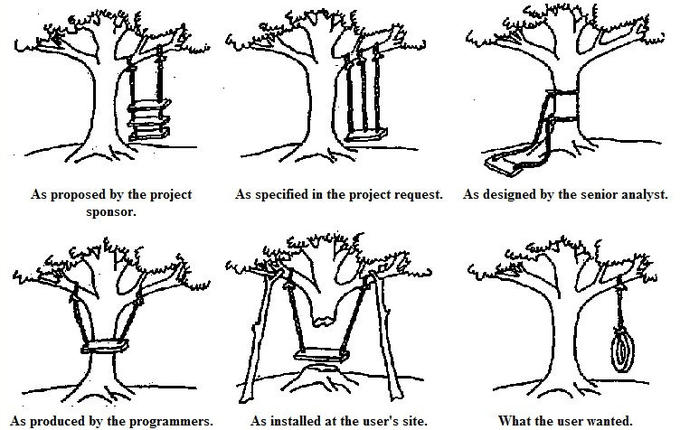 As proposed by the project
sponsor.
As specified in the project request.
As designed by the senior analyst.
As produced by the programmers.
As installed at the user's site.
What the user wanted.